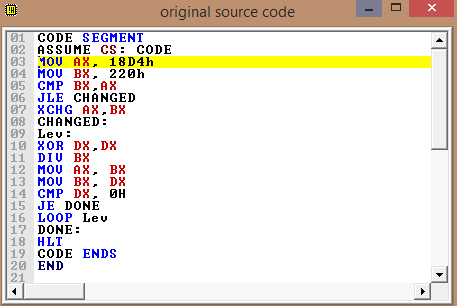 original source code
01 CODE SEGMENT
02 ASSUME CS: CODE
03 MOV AX, 18D4h
04 MOV BX, 220h
05 CMP BX,AX
06 JLE CHANGED
07 XCHG AX,BX
08 CHANGED:
09 Lev:
10 XOR DX,DX
11 DIV BX
12 MOV AX, BX
13 MOV BX, DX
14 CMP DX, 0H
15 JE DONE
16 LOOP Lev
17 DONE:
18 HLT
19 CODE ENDS
20 END
21